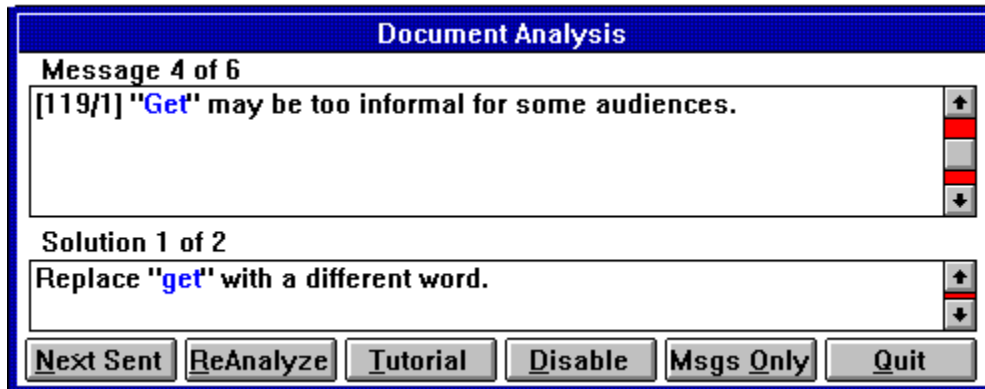 Document Analysis
Message 4 of 6
[119/1] "Get" may be too informal for some audiences.
Solution 1 of 2
Replace "get" with a different word.
Next Sent ReAnalyze Tutorial Disable Msgs Only Quit